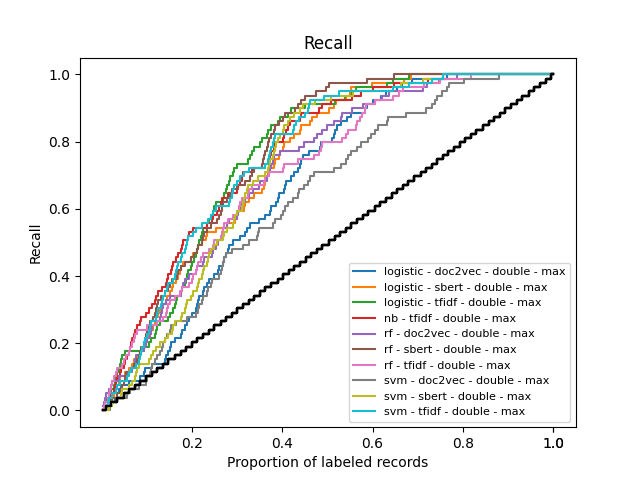 Recall
1.0
0.8
0.6
0.4
0.2
0.0
Recall
logistic - doc2vec - double - max
logistic - sbert - double - max
logistic - tfidf - double - max
nb - tfidf - double - max
rf - doc2vec - double - max
rf - sbert - double - max
rf - tfidf - double - max
svm - doc2vec - double - max
svm - sbert - double - max
svm - tfidf - double - max
0.2 0.4 0.6 0.8 1.0
Proportion of labeled records